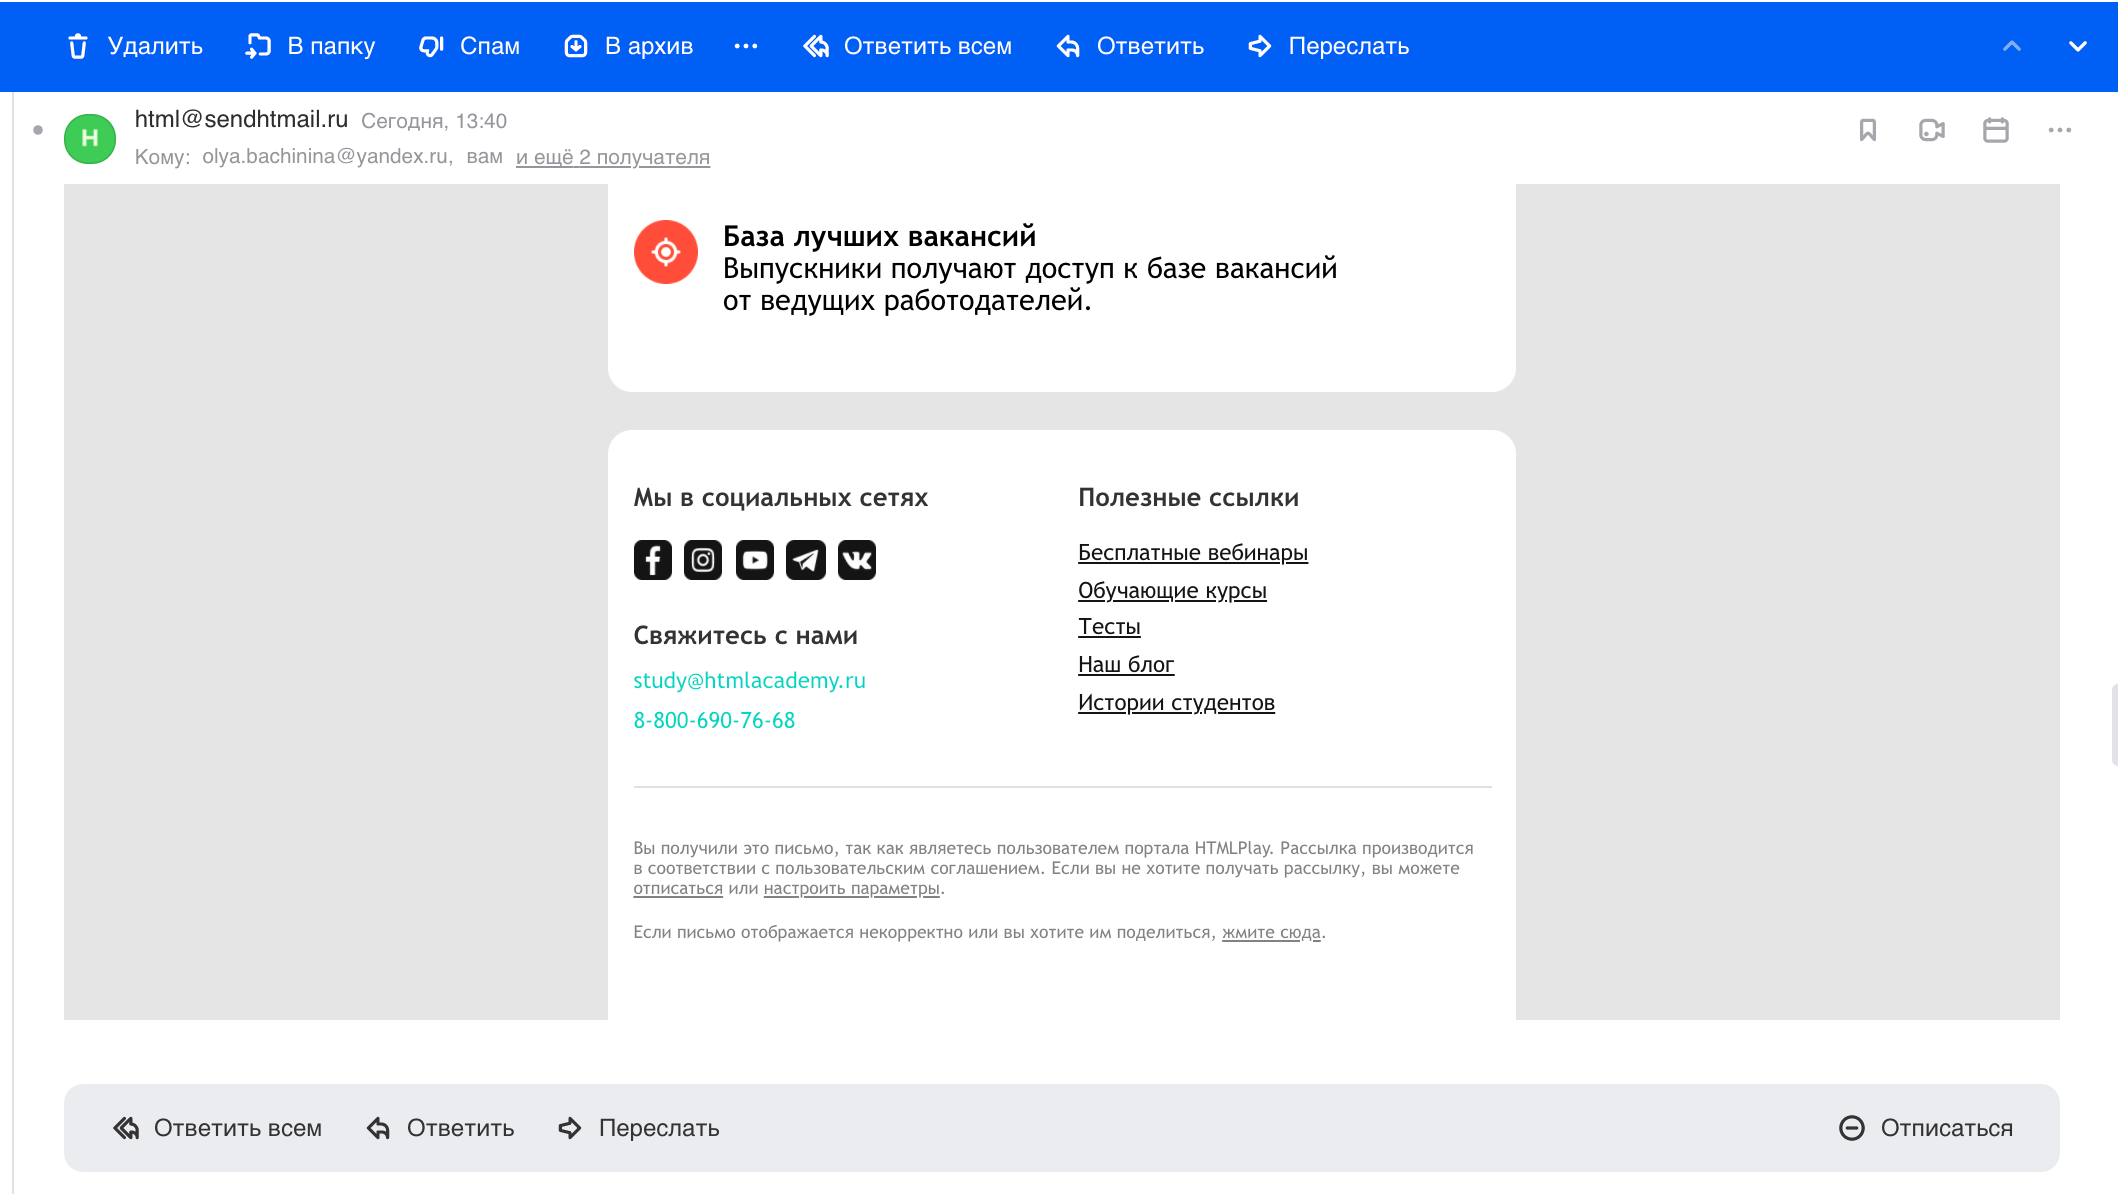 Удалить В папку Спам В архив Ответить всем Ответить Переслать
H
html@sendhtmail.ru Сегодня, 13:40
Кому: olya.bachinina@yandex.ru, вам и ещё 2 получателя
База лучших вакансий
Выпускники получают доступ к базе вакансий
от ведущих работодателей.
Мы в социальных сетях
Свяжитесь с нами
study@htmlacademy.ru
8-800-690-76-68
Полезные ссылки
Бесплатные вебинары
Обучающие курсы
Тесты
Наш блог
Истории студентов
Вы получили это письмо, так как являетесь пользователем портала HTMLPlay. Рассылка производится
в соответствии с пользовательским соглашением. Если вы не хотите получать рассылку, вы можете
отписаться или настроить параметры.
Если письмо отображается некорректно или вы хотите им поделиться, жмите сюда.
Ответить всем Ответить Переслать Отписаться